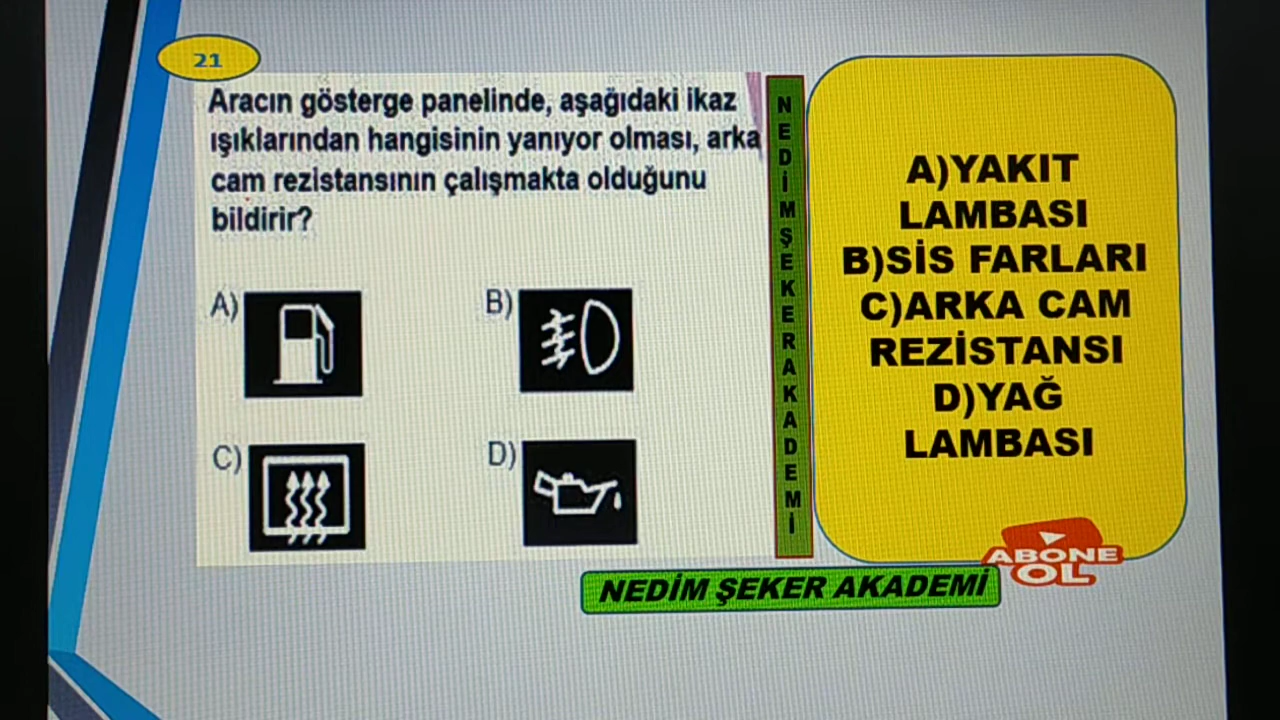 21
Aracın gösterge panelinde, aşağıdaki ikaz
ışıklarından hangisinin yanıyor olması, arka
cam rezistansının çalışmakta olduğunu
bildirir?
A)
B)
C)
D)
NEDİMŞEKERAKADEMİ
A)YAKIT
LAMBASI
B)SİS FARLARI
C)ARKA CAM
REZİSTANSI
D)YAĞ
LAMBASI
ABONE
OL
NEDİM ŞEKER AKADEMİ